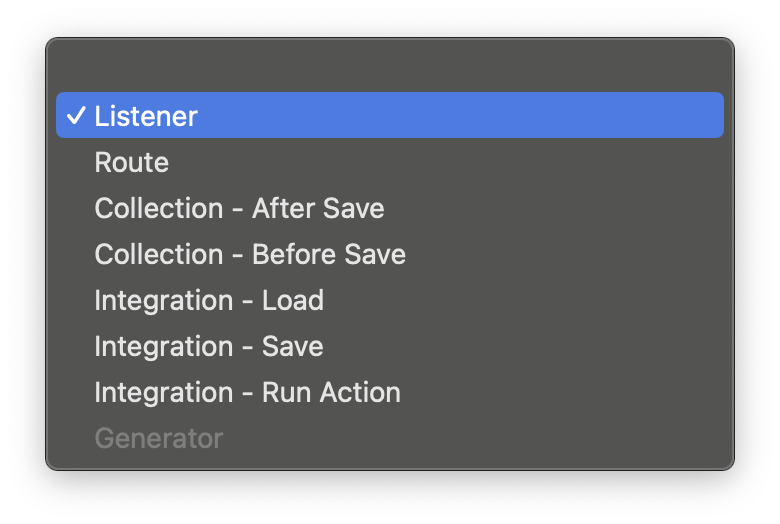 Listener
Route
Collection - After Save
Collection - Before Save
Integration - Load
Integration - Save
Integration - Run Action
Generator